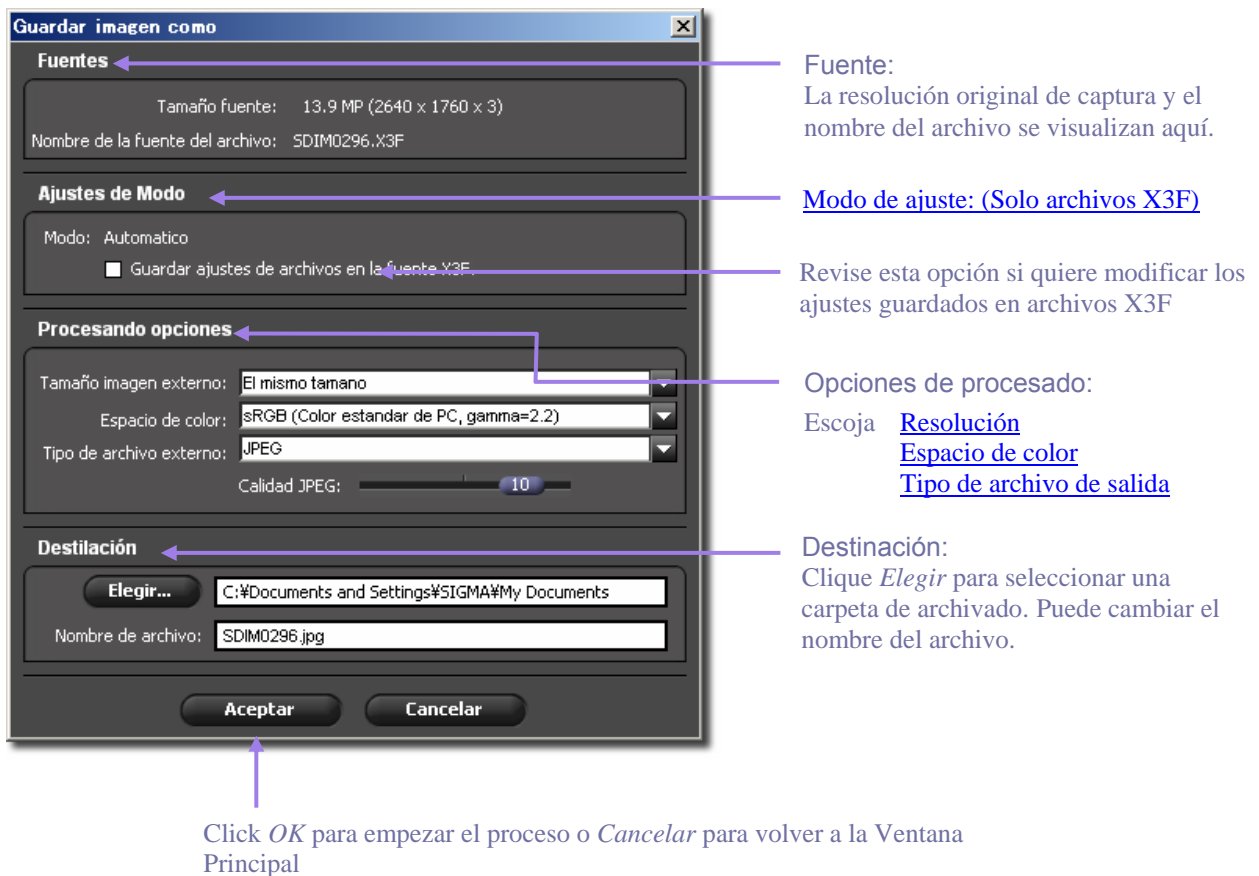 Guardar imagen como
Fuentes
Tamaño fuente: 13.9 MP (2640 x 1760 x 3)
Nombre de la fuente del archivo: SDIM0296.X3F
Ajustes de Modo
Modo: Automatico
Guardar ajustes de archivos en la fuente X3F.
Procesando opciones
Tamaño imagen externo: El mismo tamano
Espacio de color: sRGB (Color estandar de PC, gamma=2.2)
Tipo de archivo externo: JPEG
Calidad JPEG: 10
Destilación
Elegir... C:¥Documents and Settings¥SIGMA¥My Documents
Nombre de archivo: SDIM0296.jpg
Aceptar Cancelar
Fuente:
La resolución original de captura y el
nombre del archivo se visualizan aquí.
Modo de ajuste: (Solo archivos X3F)
Revise esta opción si quiere modificar los
ajustes guardados en archivos X3F
Opciones de procesado:
Escoja Resolución
Espacio de color
Tipo de archivo de salida
Destinación:
Clique Elegir para seleccionar una
carpeta de archivado. Puede cambiar el
nombre del archivo.
Click OK para empezar el proceso o Cancelar para volver a la Ventana
Principal